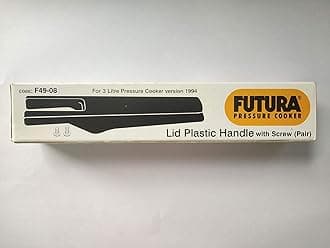 CODE: F49-08
For 3 Litre Pressure Cooker version 1994
FUTURA®
PRESSURE COOKER
Lid Plastic Handle with Screw (Pair)